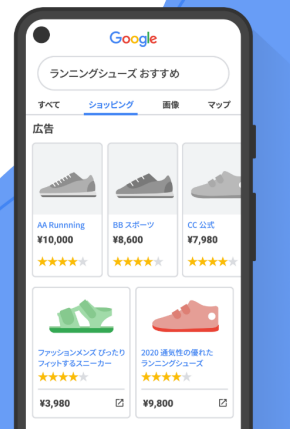 Google
ランニングシューズ おすすめ
すべて ショッピング 画像 マップ
広告
AA Runnning BB スポーツ CC 公式
¥10,000 ¥8,600 ¥7,980
ファッションメンズ ぴったり
フィットするスニーカー
¥3,980
2020 通気性の優れた
ランニングシューズ
¥9,800